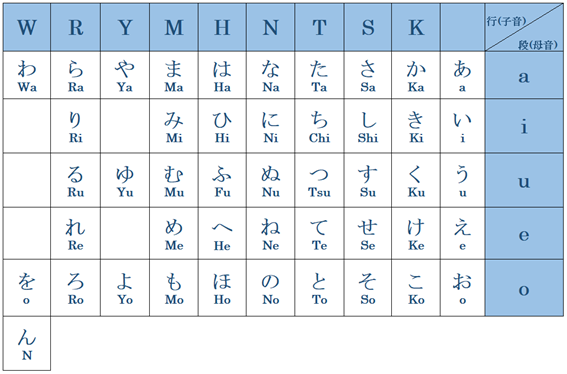 W R Y M H N T S K 行(子音) 段(母音)
わ ら や ま は な た さ か あ a
Wa Ra Ya Ma Ha Na Ta Sa Ka a
り み ひ に ち し き い i
Ri Mi Hi Ni Chi Shi Ki i
る ゆ む ふ ぬ つ す く う u
Ru Yu Mu Fu Nu Tsu Su Ku u
れ め へ ね て せ け え e
Re Me He Ne Te Se Ke e
を ろ よ も ほ の と そ こ お o
o Ro Yo Mo Ho No To So Ko o
ん
N